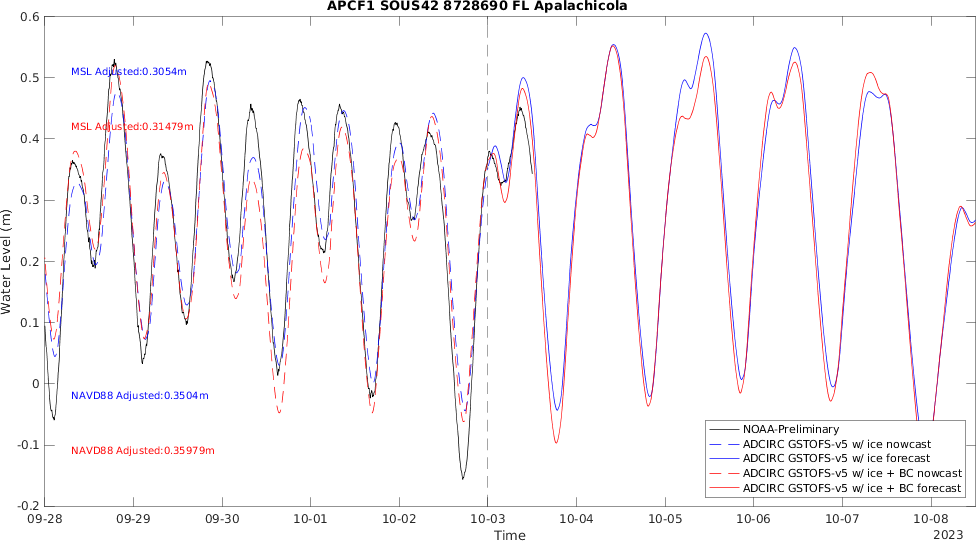 APCF1 SOUS42 8728690 FL Apalachicola
0.6
0.5
0.4
0.3
0.2
0.1
0
-0.1
-0.2
Water Level (m)
MSL Adjusted:0.3054m
MSL Adjusted:0.31479m
NAVD88 Adjusted:0.3504m
NAVD88 Adjusted:0.35979m
NOAA-Preliminary
ADCIRC GSTOFS-v5 w/ ice nowcast
ADCIRC GSTOFS-v5 w/ ice forecast
ADCIRC GSTOFS-v5 w/ ice + BC nowcast
ADCIRC GSTOFS-v5 w/ ice + BC forecast
09-28 09-29 09-30 10-01 10-02 10-03 10-04 10-05 10-06 10-07 10-08
Time
2023